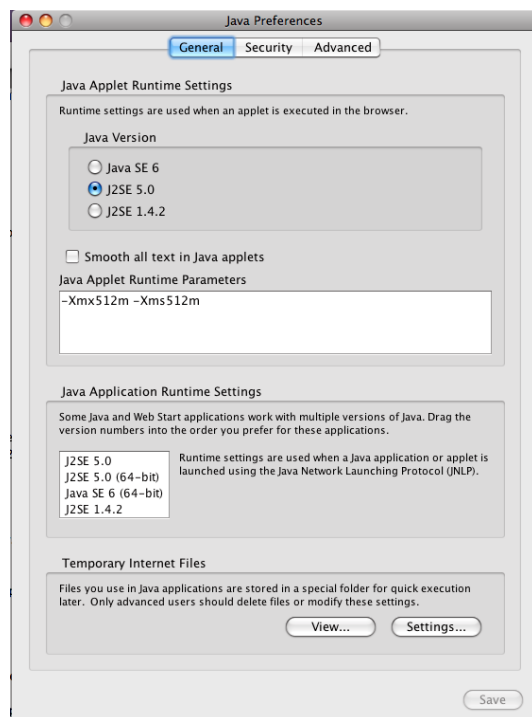 Java Preferences
General Security Advanced
Java Applet Runtime Settings
Runtime settings are used when an applet is executed in the browser.
Java Version
Java SE 6
J2SE 5.0
J2SE 1.4.2
Smooth all text in Java applets
Java Applet Runtime Parameters
-Xmx512m -Xms512m
Java Application Runtime Settings
Some Java and Web Start applications work with multiple versions of Java. Drag the
version numbers into the order you prefer for these applications.
J2SE 5.0
J2SE 5.0 (64-bit)
Java SE 6 (64-bit)
J2SE 1.4.2
Runtime settings are used when a Java application or applet is
launched using the Java Network Launching Protocol (JNLP).
Temporary Internet Files
Files you use in Java applications are stored in a special folder for quick execution
later. Only advanced users should delete files or modify these settings.
View... Settings...
Save